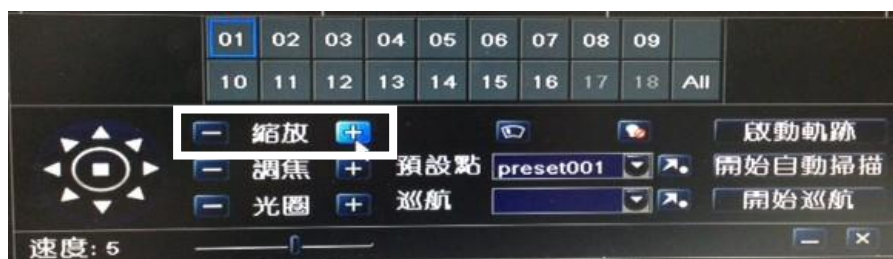 01 02 03 04 05 06 07 08 09
10 11 12 13 14 15 16 17 18 All
縮放 啟動軌跡
調焦 預設點 preset001 開始自動掃描
光圈 巡航 開始巡航
速度: 5